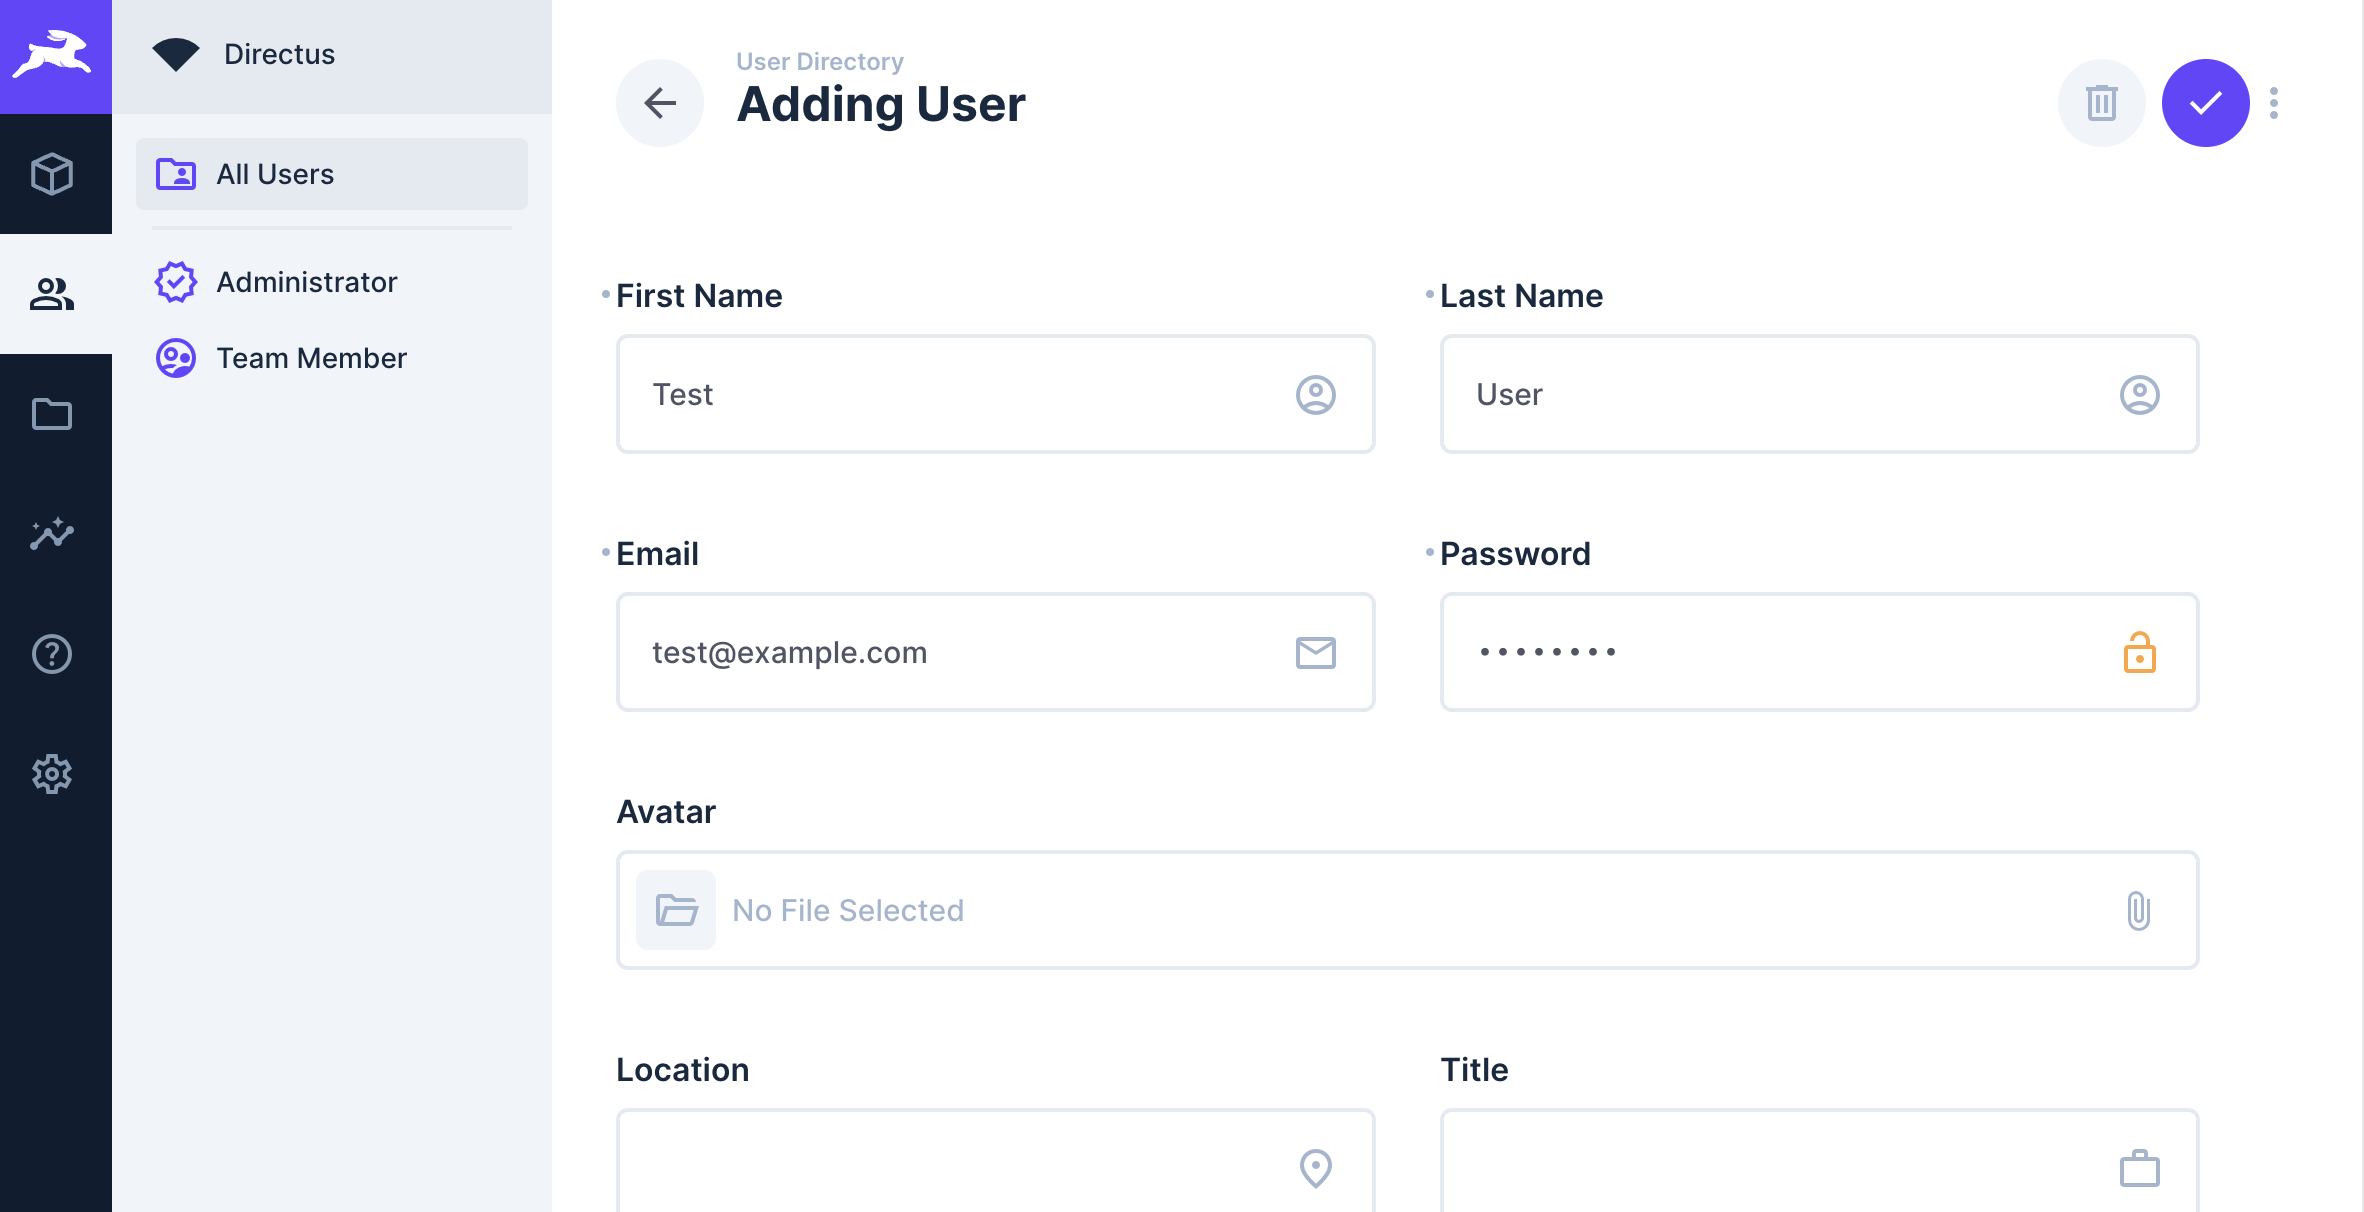 Directus
All Users
Administrator
Team Member
User Directory
Adding User
First Name
Last Name
Test
User
Email
Password
test@example.com
••••••••
Avatar
No File Selected
Location
Title